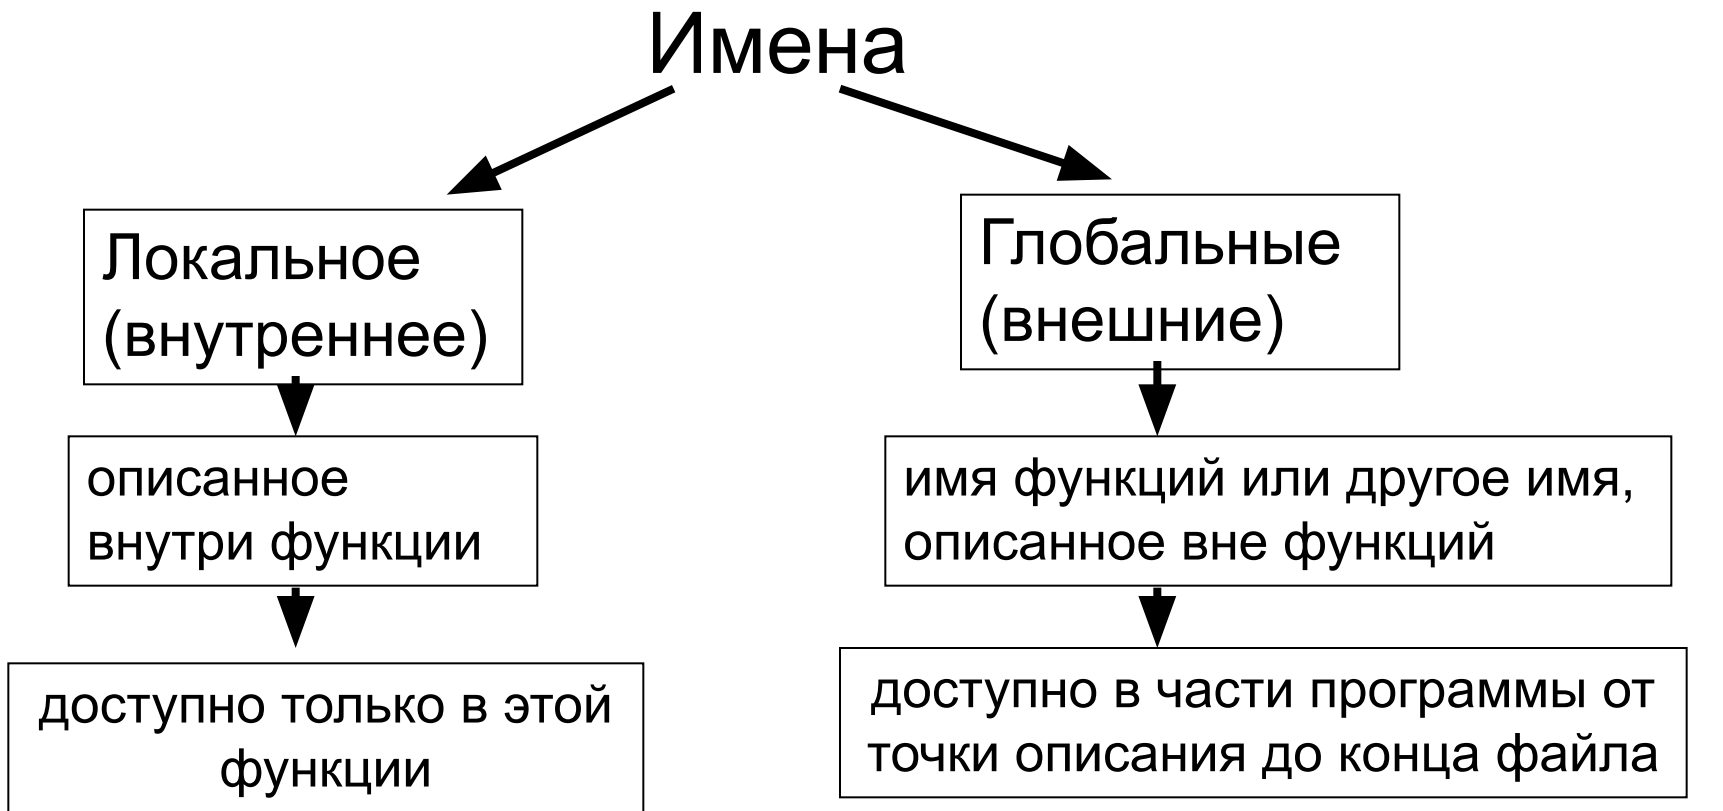 Имена
Локальное
(внутреннее)
описанное
внутри функции
доступно только в этой
функции
Глобальные
(внешние)
имя функций или другое имя,
описанное вне функций
доступно в части программы от
точки описания до конца файла